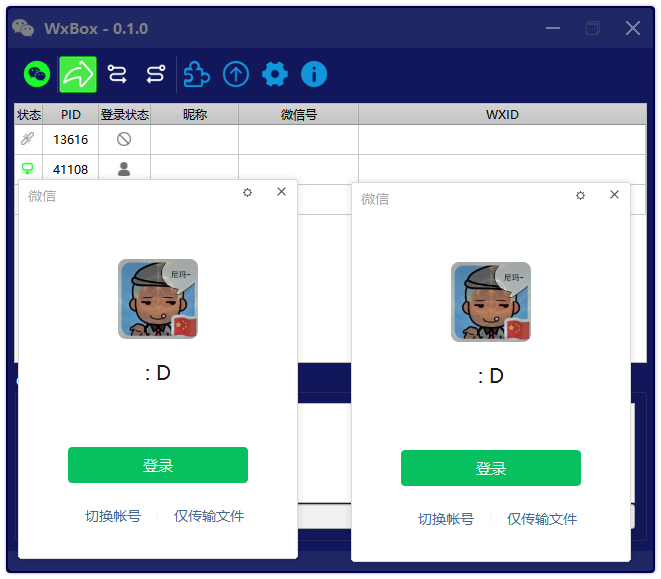 WxBox - 0.1.0
状态 PID 登录状态 昵称 微信号 WXID
13616
41108
微信
尼玛~
: D
登录
切换帐号 仅传输文件
微信
尼玛~
: D
登录
切换帐号 仅传输文件